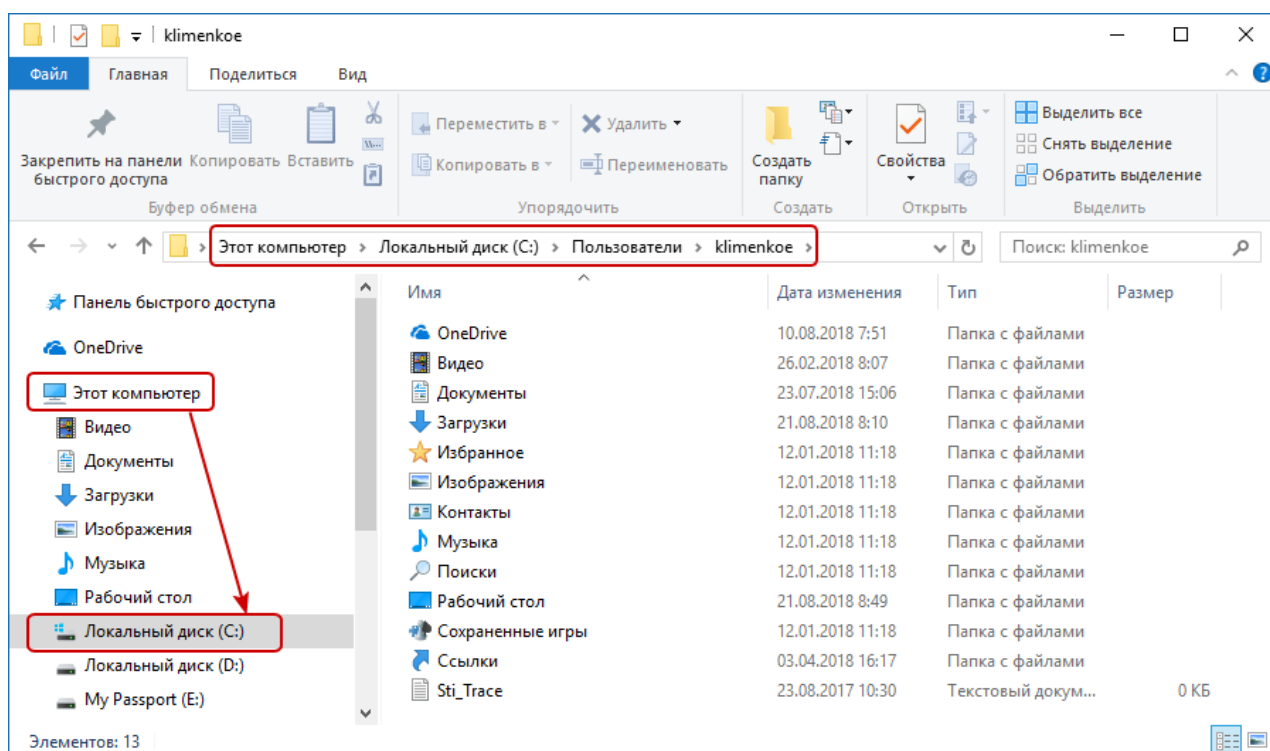 klimenkoe
Файл Главная Поделиться Вид
Закрепить на панели быстрого доступа
Копировать
Вставить
Переместить в
Копировать в
Удалить
Переименовать
Создать папку
Свойства
Выделить все
Снять выделение
Обратить выделение
Буфер обмена Упорядочить Создать Открыть Выделить
Этот компьютер > Локальный диск (C:) > Пользователи > klimenkoe >
Поиск: klimenkoe
Панель быстрого доступа
OneDrive
Этот компьютер
Видео
Документы
Загрузки
Изображения
Музыка
Рабочий стол
Локальный диск (C:)
Локальный диск (D:)
My Passport (E:)
Имя Дата изменения Тип Размер
OneDrive 10.08.2018 7:51 Папка с файлами
Видео 26.02.2018 8:07 Папка с файлами
Документы 23.07.2018 15:06 Папка с файлами
Загрузки 21.08.2018 8:10 Папка с файлами
Избранное 12.01.2018 11:18 Папка с файлами
Изображения 12.01.2018 11:18 Папка с файлами
Контакты 12.01.2018 11:18 Папка с файлами
Музыка 12.01.2018 11:18 Папка с файлами
Поиски 12.01.2018 11:18 Папка с файлами
Рабочий стол 21.08.2018 8:49 Папка с файлами
Сохраненные игры 12.01.2018 11:18 Папка с файлами
Ссылки 03.04.2018 16:17 Папка с файлами
Sti_Trace 23.08.2017 10:30 Текстовый докум... 0 КБ
Элементов: 13